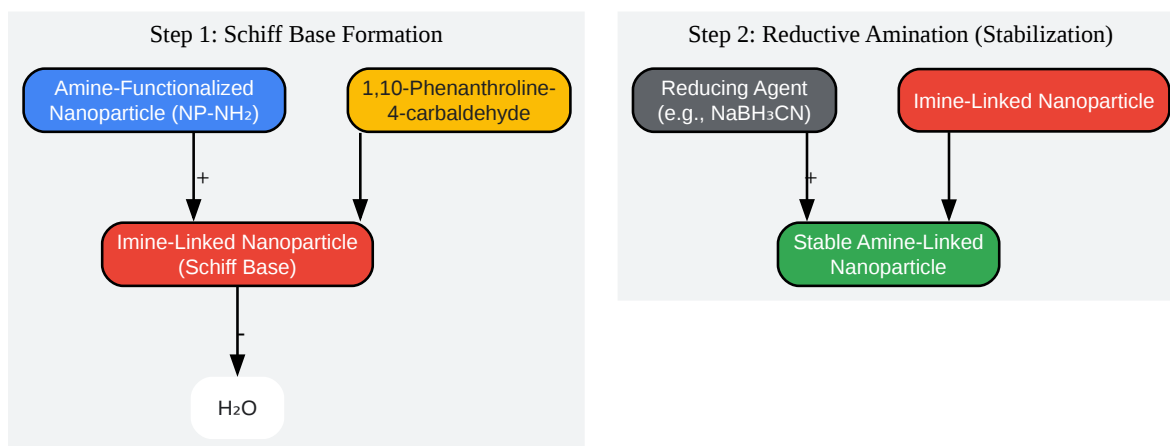 Step 1: Schiff Base Formation
Amine-Functionalized
Nanoparticle (NP-NH₂)
1,10-Phenanthroline-
4-carbaldehyde
+
Imine-Linked Nanoparticle
(Schiff Base)
-
H₂O
Step 2: Reductive Amination (Stabilization)
Reducing Agent
(e.g., NaBH₃CN)
Imine-Linked Nanoparticle
+
Stable Amine-Linked
Nanoparticle